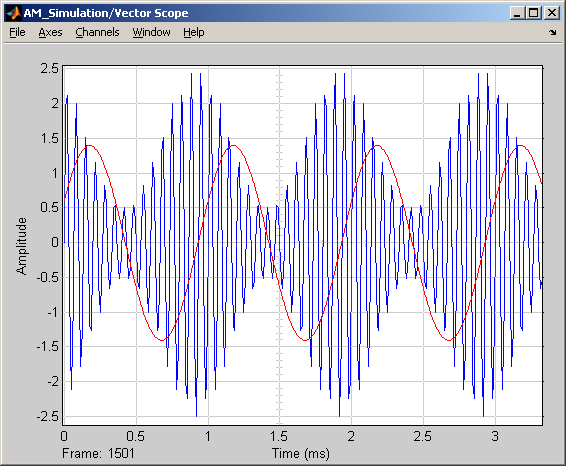 AM_Simulation/Vector Scope
File Axes Channels Window Help
2.5
2
1.5
1
0.5
0
-0.5
-1
-1.5
-2
-2.5
Amplitude
0 0.5 1 1.5 2 2.5 3
Frame: 1501 Time (ms)